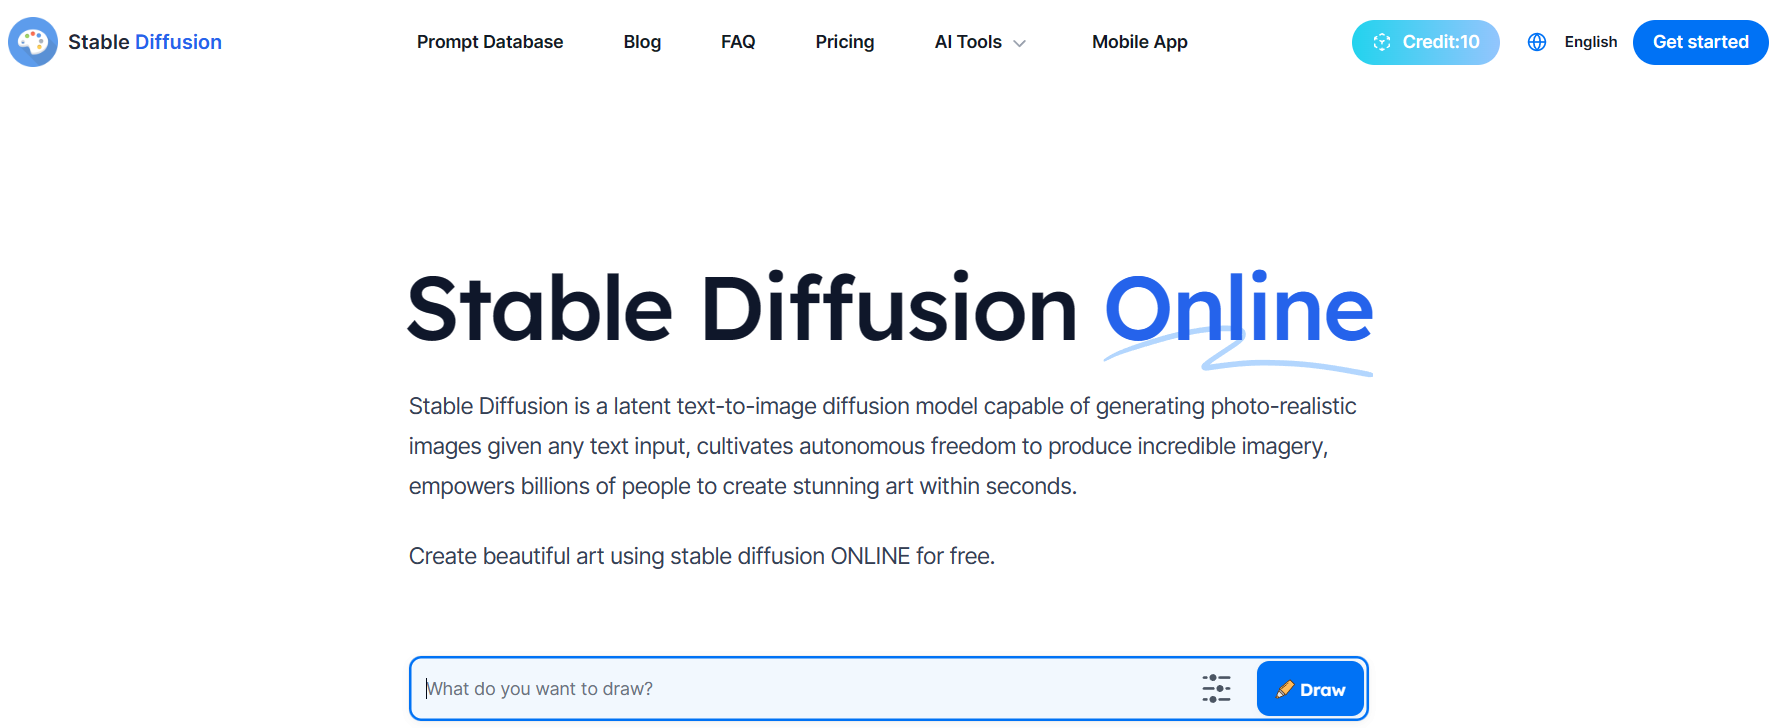 Stable Diffusion
Prompt Database Blog FAQ Pricing AI Tools Mobile App
Credit:10 English Get started
Stable Diffusion Online
Stable Diffusion is a latent text-to-image diffusion model capable of generating photo-realistic
images given any text input, cultivates autonomous freedom to produce incredible imagery,
empowers billions of people to create stunning art within seconds.
Create beautiful art using stable diffusion ONLINE for free.
What do you want to draw? Draw